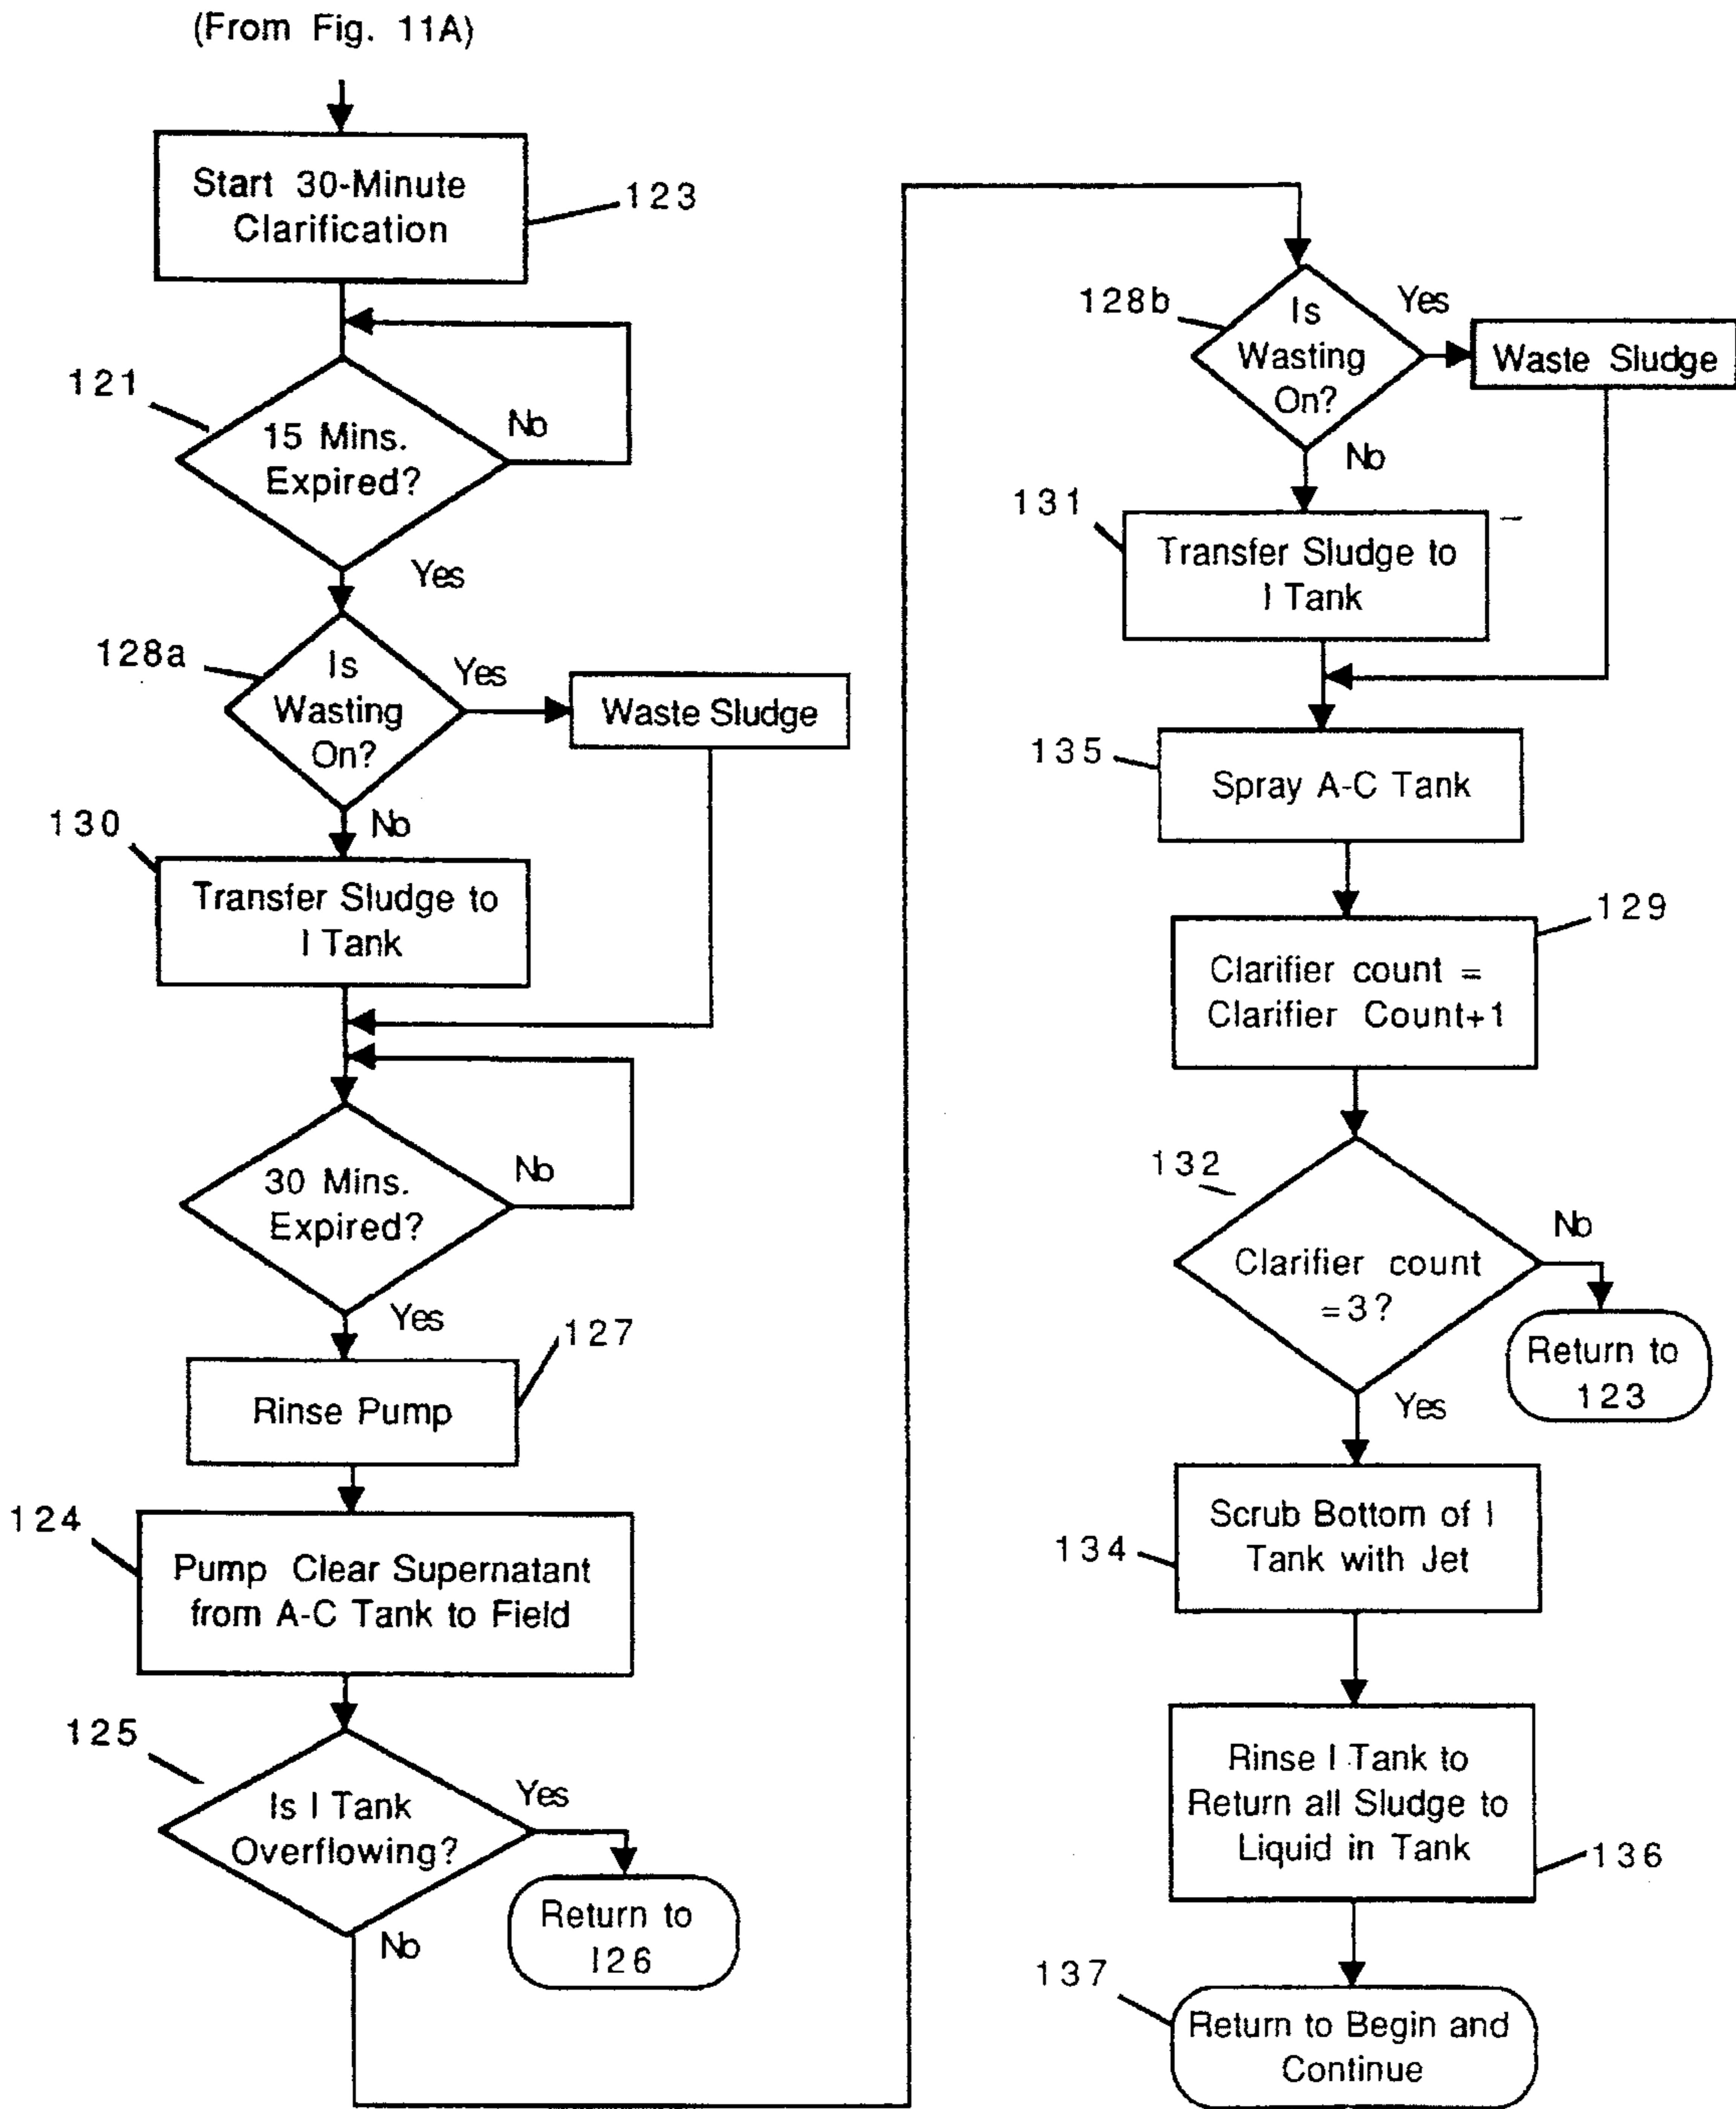 (From Fig. 11A)
Start 30-Minute
Clarification
123
121
15 Mins.
Expired?
No
Yes
128a
Is
Wasting
On?
Yes
Waste Sludge
No
130
Transfer Sludge to
I Tank
30 Mins.
Expired?
No
Yes
127
Rinse Pump
124
Pump Clear Supernatant
from A-C Tank to Field
125
Is I Tank
Overflowing?
Yes
Return to
126
No
128b
Is
Wasting
On?
Yes
Waste Sludge
No
131
Transfer Sludge to
I Tank
135
Spray A-C Tank
129
Clarifier count =
Clarifier Count+1
132
Clarifier count
=3?
No
Return to
123
Yes
134
Scrub Bottom of I
Tank with Jet
Rinse I Tank to
Return all Sludge to
Liquid in Tank
136
137
Return to Begin and
Continue